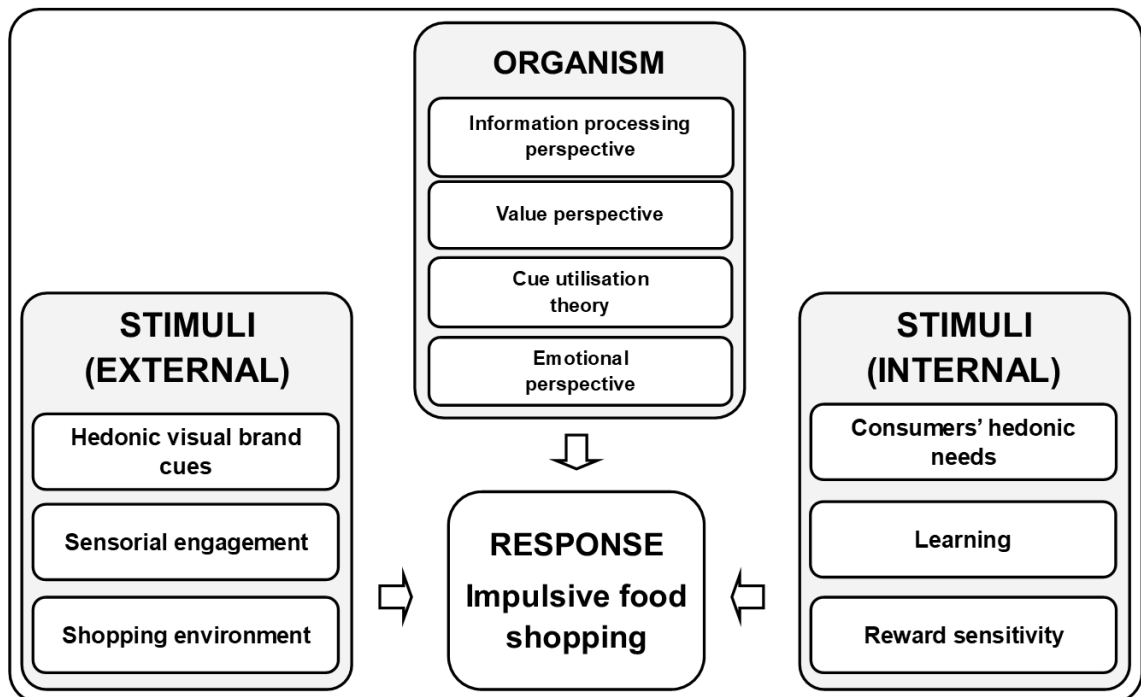 ORGANISM
Information processing
perspective
Value perspective
Cue utilisation
theory
Emotional
perspective
STIMULI
(EXTERNAL)
Hedonic visual brand
cues
Sensorial engagement
Shopping environment
RESPONSE
Impulsive food
shopping
STIMULI
(INTERNAL)
Consumers’ hedonic
needs
Learning
Reward sensitivity